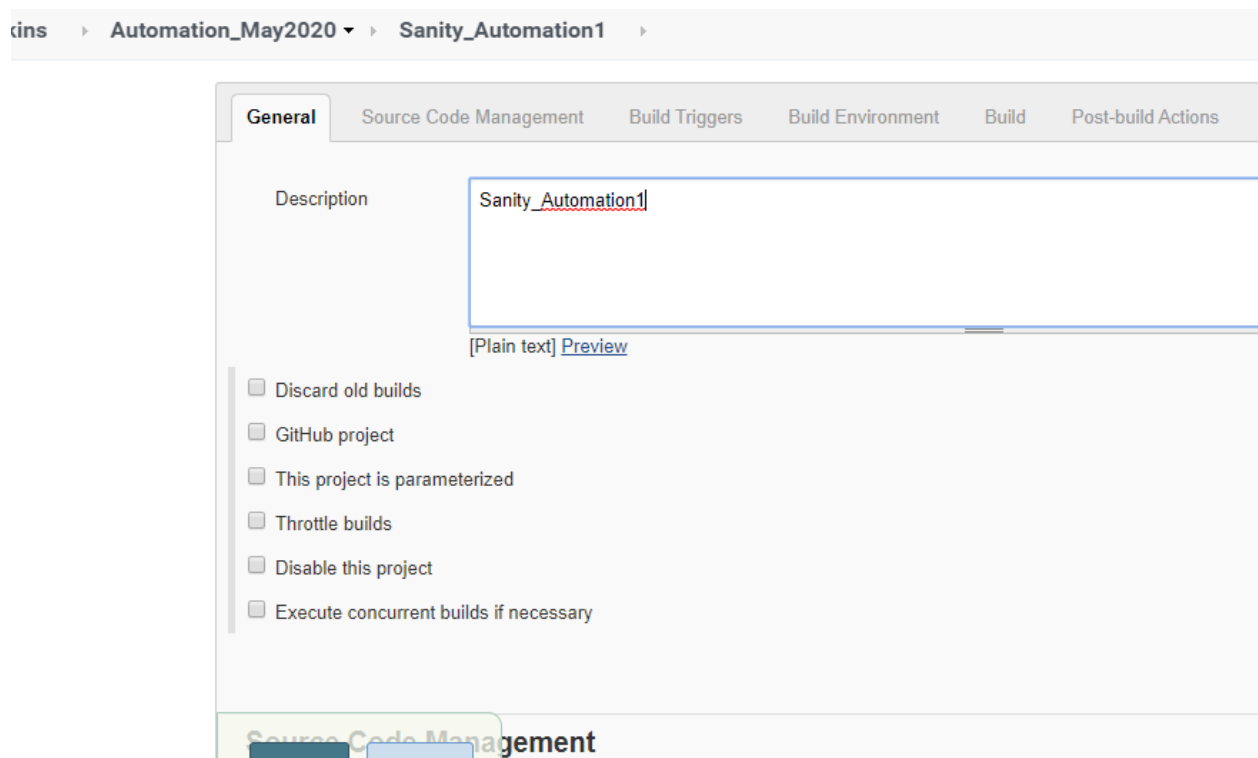 kins Automation_May2020 Sanity_Automation1
General Source Code Management Build Triggers Build Environment Build Post-build Actions
Description Sanity_Automation1
[Plain text] Preview
Discard old builds
GitHub project
This project is parameterized
Throttle builds
Disable this project
Execute concurrent builds if necessary
Source Code Management